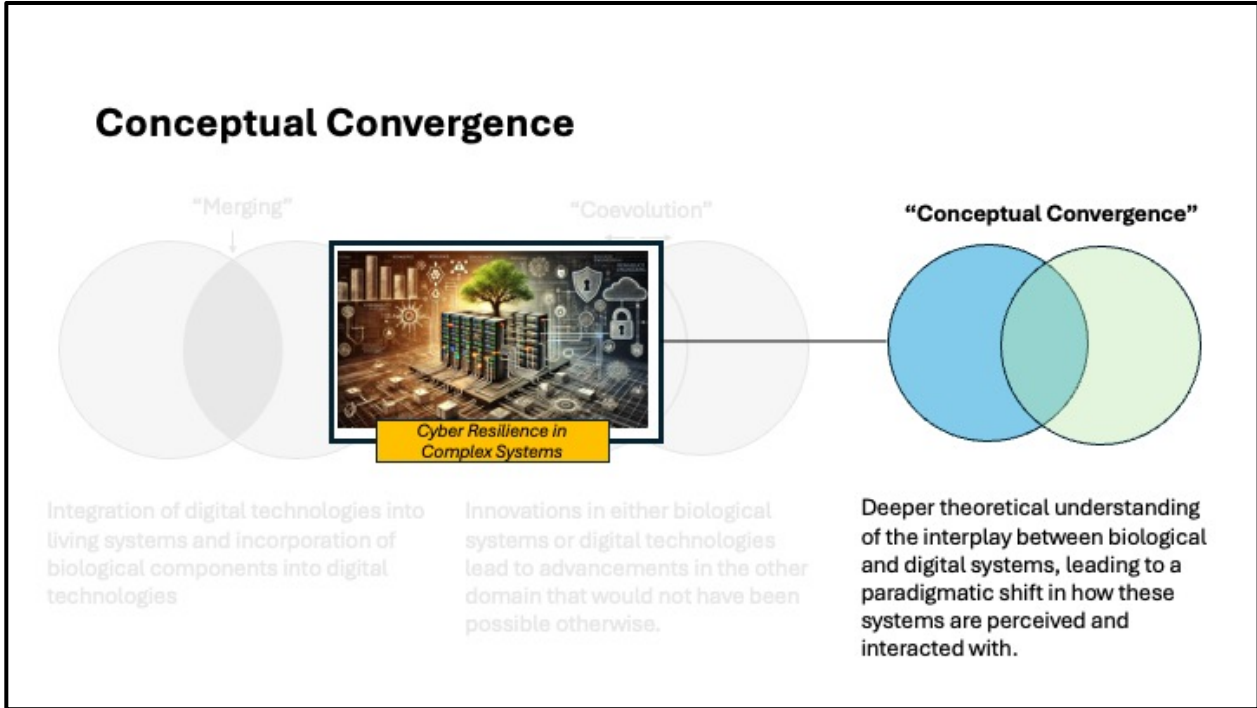 Conceptual Convergence
“Merging”
“Coevolution”
“Conceptual Convergence”
Cyber Resilience in
Complex Systems
Integration of digital technologies into
living systems and incorporation of
biological components into digital
technologies
Innovations in either biological
systems or digital technologies
lead to advancements in the other
domain that would not have been
possible otherwise.
Deeper theoretical understanding
of the interplay between biological
and digital systems, leading to a
paradigmatic shift in how these
systems are perceived and
interacted with.